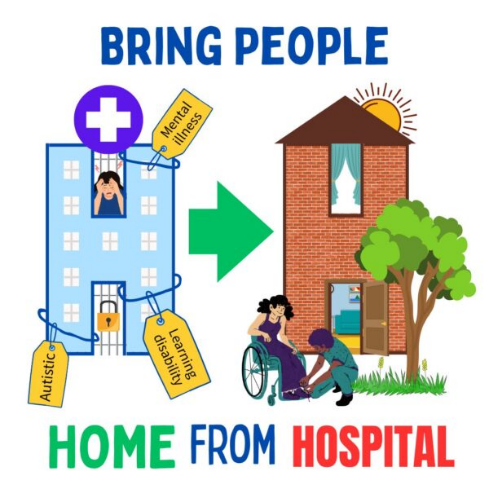 BRING PEOPLE
Mental
illness
Autistic
Learning
disability
HOME FROM HOSPITAL